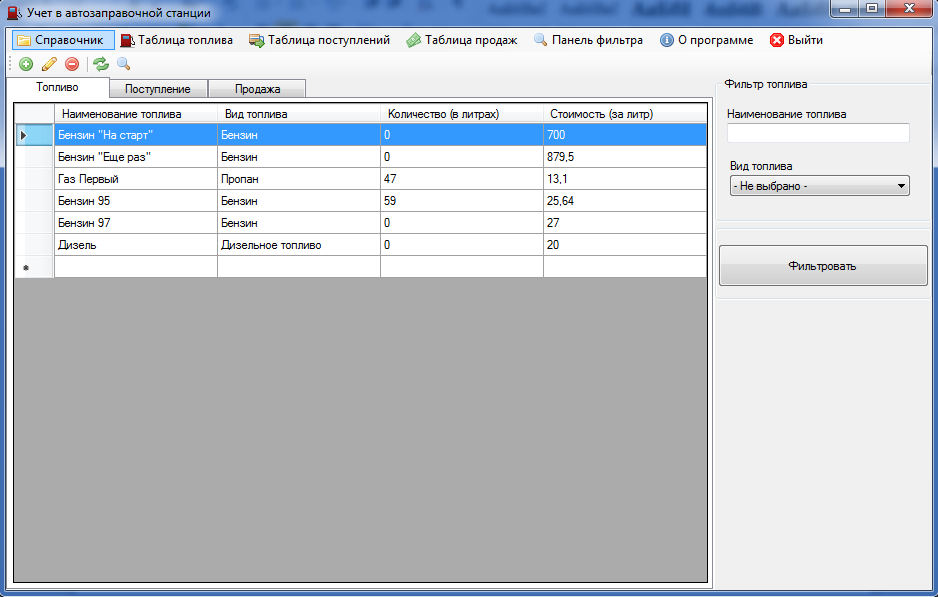 Учет в автозаправочной станции
Справочник Таблица топлива Таблица поступлений Таблица продаж Панель фильтра О программе Выйти
Топливо Поступление Продажа
Наименование топлива Вид топлива Количество (в литрах) Стоимость (за литр)
Бензин "На старт" Бензин 0 700
Бензин "Еще раз" Бензин 0 879,5
Газ Первый Пропан 47 13,1
Бензин 95 Бензин 59 25,64
Бензин 97 Бензин 0 27
Дизель Дизельное топливо 0 20
Фильтр топлива
Наименование топлива
Вид топлива
- Не выбрано -
Фильтровать